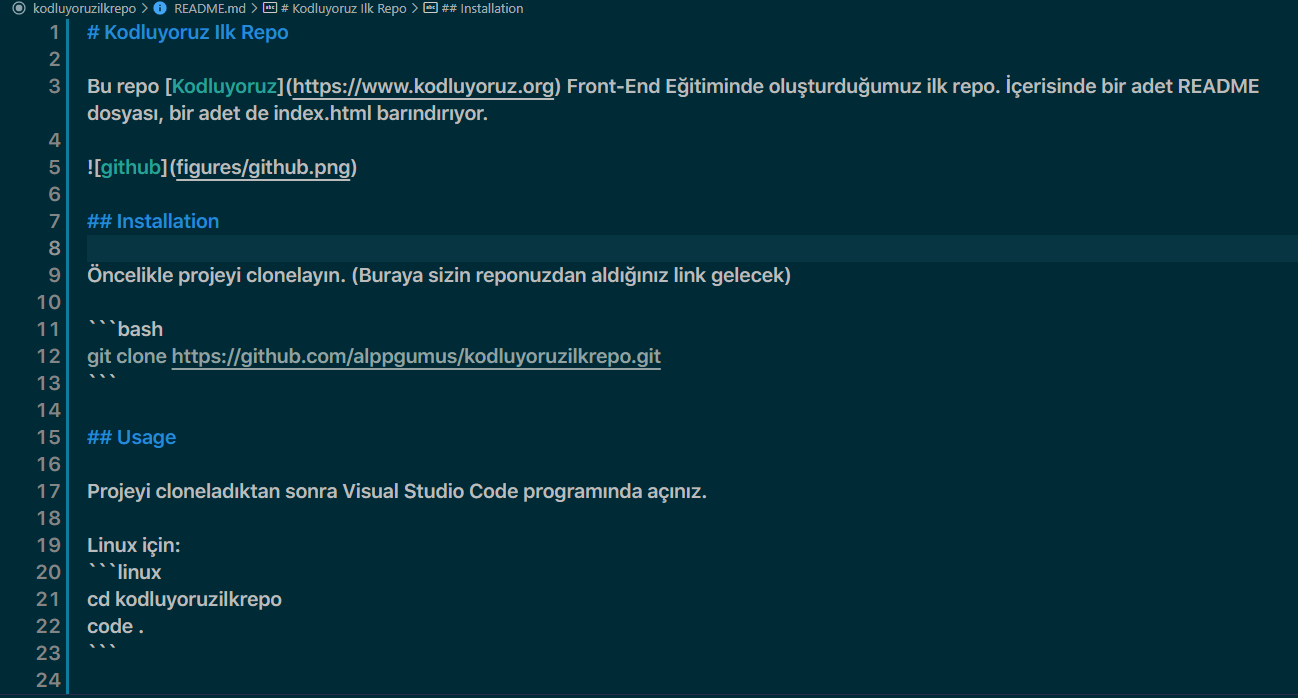 kodluyoruzilkrepo > README.md > # Kodluyoruz Ilk Repo > ## Installation
1 # Kodluyoruz Ilk Repo
2
3 Bu repo [Kodluyoruz](https://www.kodluyoruz.org) Front-End Eğitiminde oluşturduğumuz ilk repo. İçerisinde bir adet README
dosyası, bir adet de index.html barındırıyor.
4
5 ![github](figures/github.png)
6
7 ## Installation
8
9 Öncelikle projeyi clonelayın. (Buraya sizin reponuzdan aldığınız link gelecek)
10
11 ```bash
12 git clone https://github.com/alppgumus/kodluyoruzilkrepo.git
13 ```
14
15 ## Usage
16
17 Projeyi cloneladıktan sonra Visual Studio Code programında açınız.
18
19 Linux için:
20 ```linux
21 cd kodluyoruzilkrepo
22 code .
23 ```
24